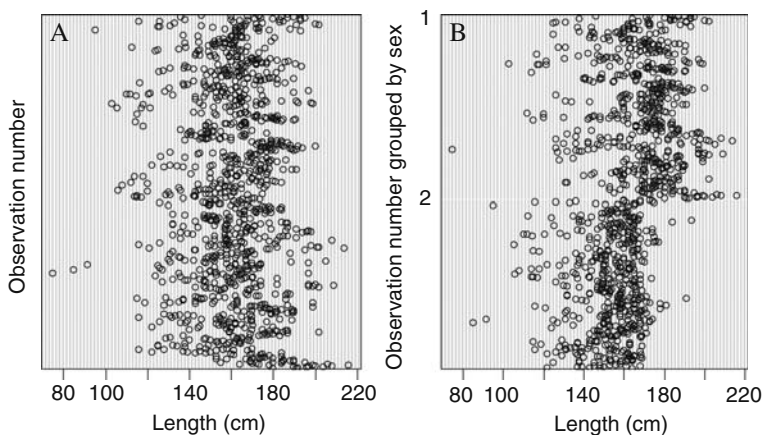 A
Observation number
80 100 140 180 220
Length (cm)
B
Observation number grouped by sex
1
2
80 100 140 180 220
Length (cm)